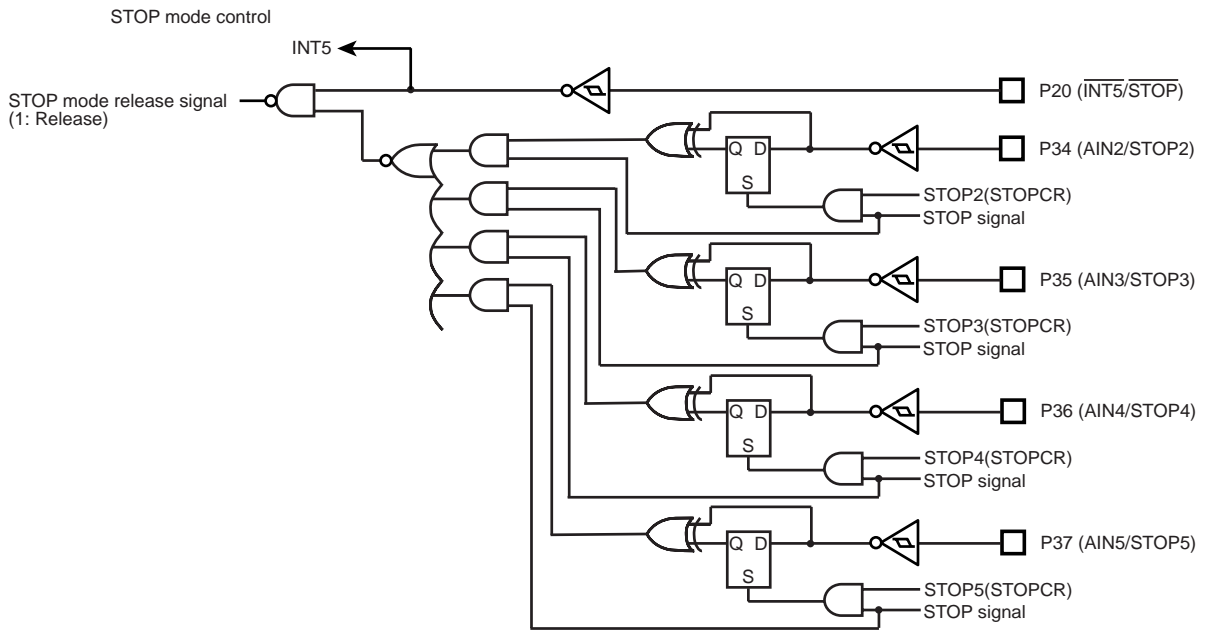 STOP mode control
INT5
STOP mode release signal
(1: Release)
P20 (INT5/STOP)
P34 (AIN2/STOP2)
Q D
S
STOP2(STOPCR)
STOP signal
P35 (AIN3/STOP3)
Q D
S
STOP3(STOPCR)
STOP signal
P36 (AIN4/STOP4)
Q D
S
STOP4(STOPCR)
STOP signal
P37 (AIN5/STOP5)
Q D
S
STOP5(STOPCR)
STOP signal